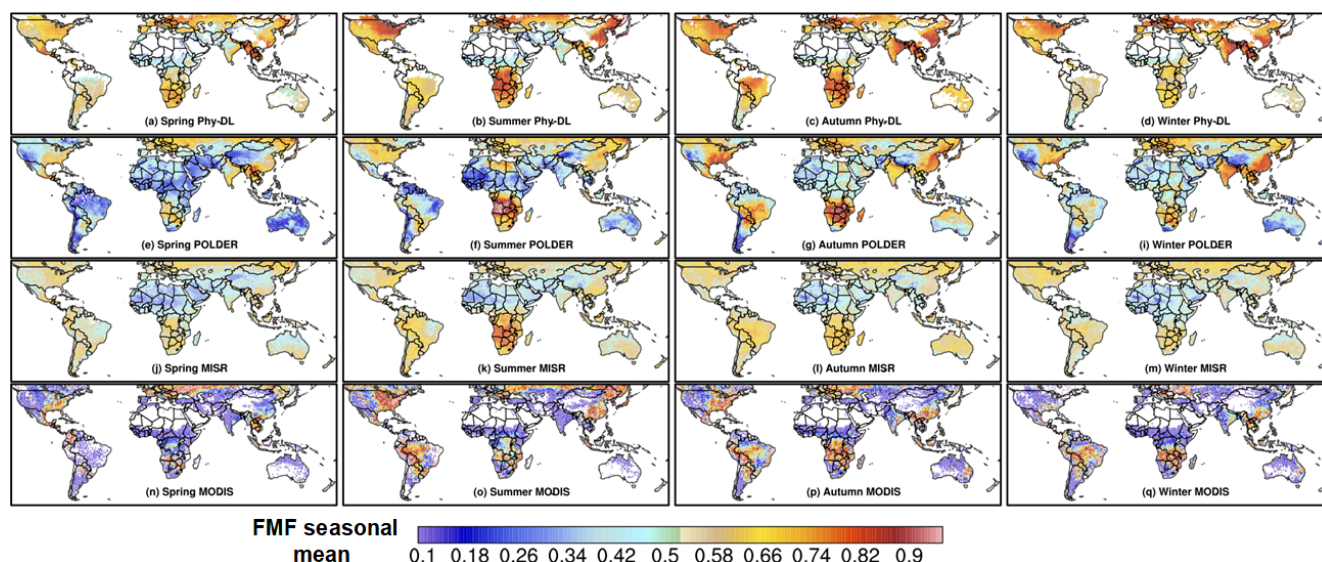 (a) Spring Phy-DL
(b) Summer Phy-DL
(c) Autumn Phy-DL
(d) Winter Phy-DL
(e) Spring POLDER
(f) Summer POLDER
(g) Autumn POLDER
(i) Winter POLDER
(j) Spring MISR
(k) Summer MISR
(l) Autumn MISR
(m) Winter MISR
(n) Spring MODIS
(o) Summer MODIS
(p) Autumn MODIS
(q) Winter MODIS
FMF seasonal
mean
0.1 0.18 0.26 0.34 0.42 0.5 0.58 0.66 0.74 0.82 0.9